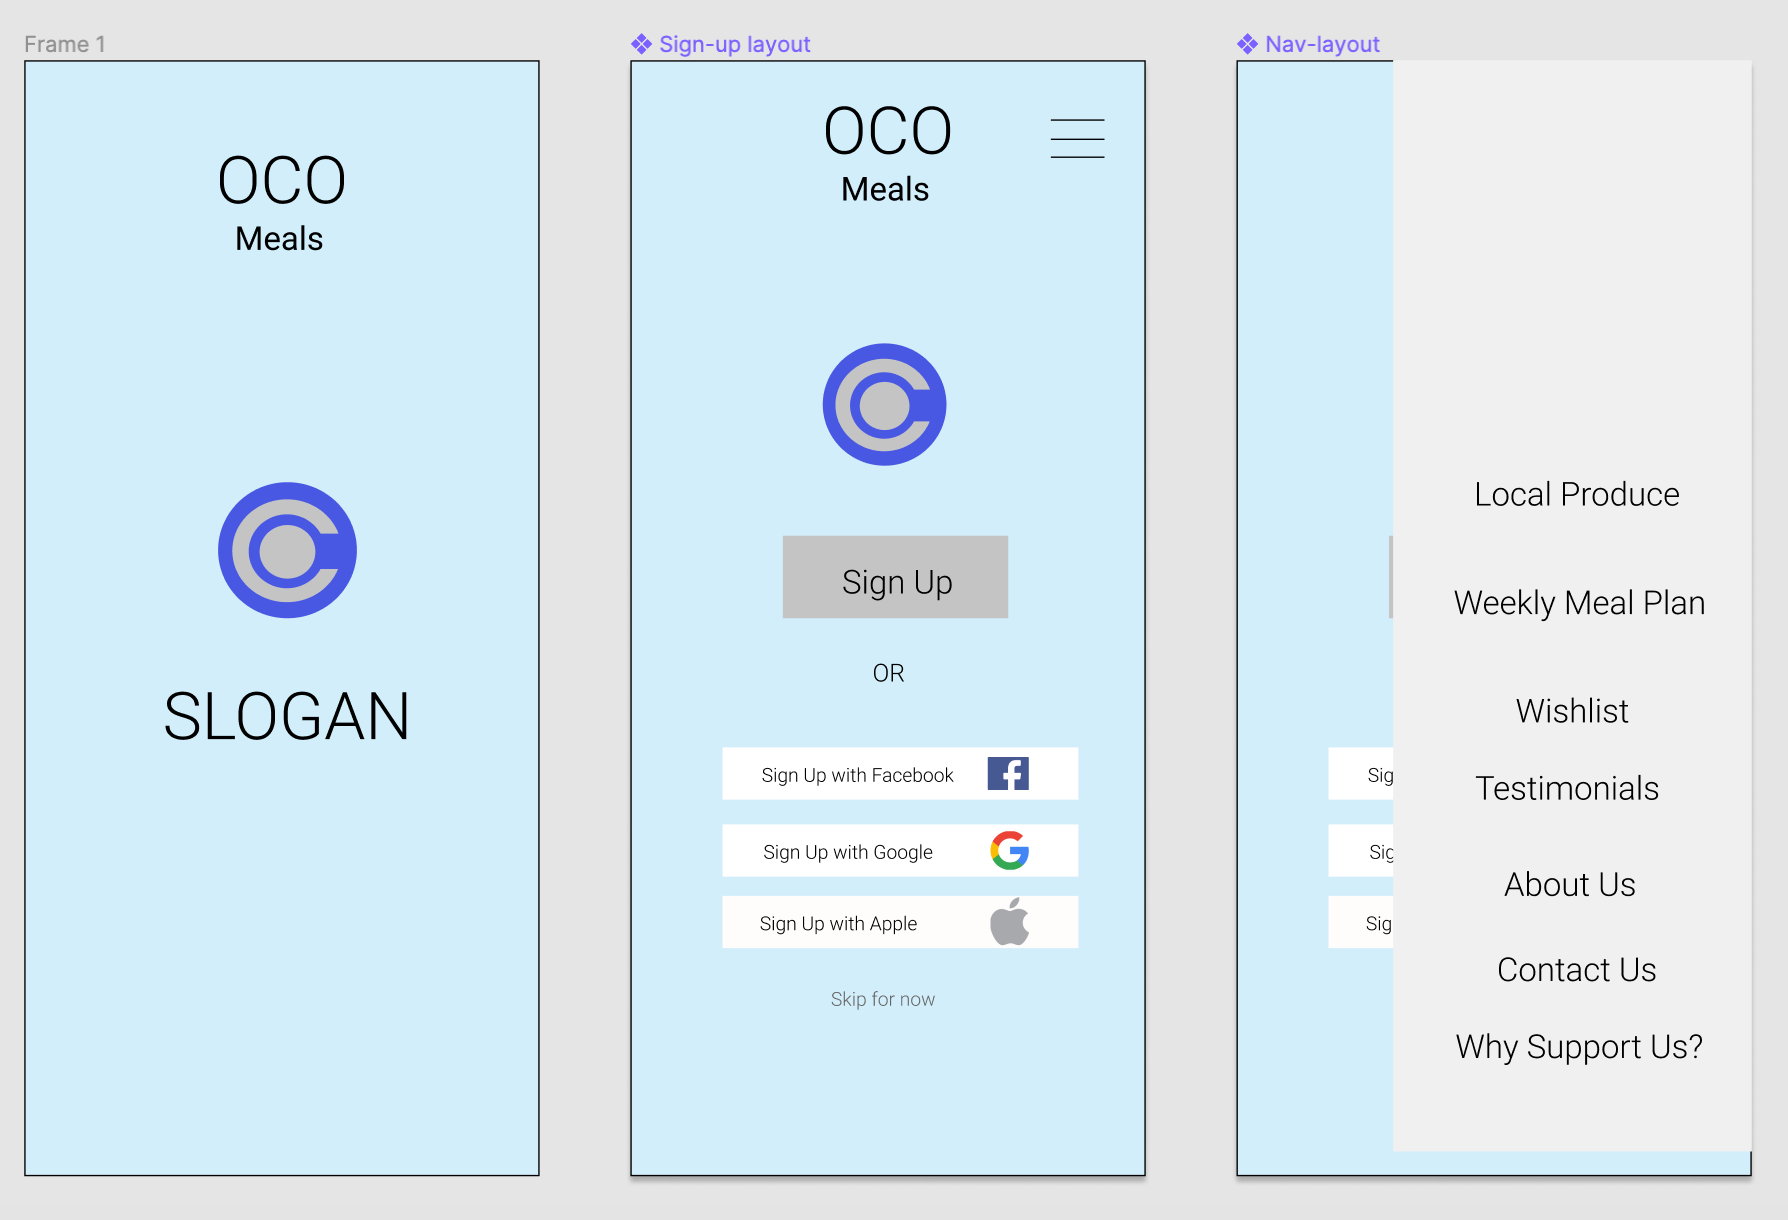 Frame 1
OCO
Meals
SLOGAN
Sign-up layout
OCO
Meals
Sign Up
OR
Sign Up with Facebook
Sign Up with Google
Sign Up with Apple
Skip for now
Nav-layout
Sig
Sig
Sig
Local Produce
Weekly Meal Plan
Wishlist
Testimonials
About Us
Contact Us
Why Support Us?